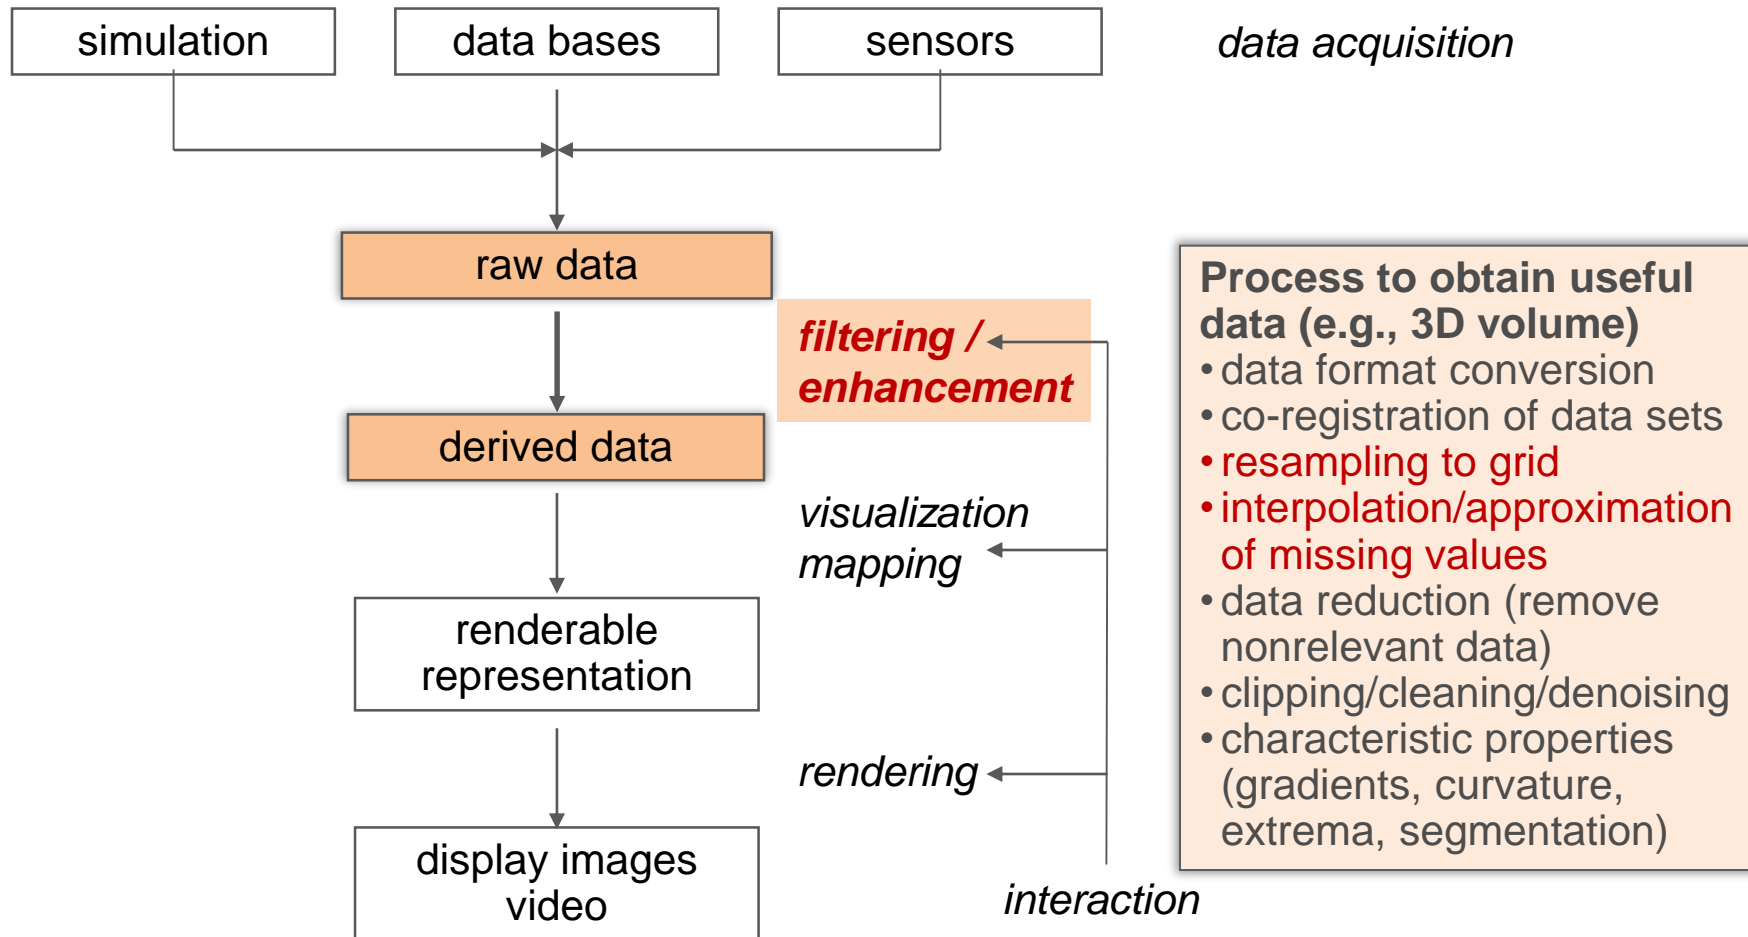 simulation
data bases
sensors
data acquisition
raw data
filtering /
enhancement
derived data
visualization
mapping
renderable
representation
rendering
display images
video
interaction
Process to obtain useful
data (e.g., 3D volume)
• data format conversion
• co-registration of data sets
• resampling to grid
• interpolation/approximation
of missing values
• data reduction (remove
nonrelevant data)
• clipping/cleaning/denoising
• characteristic properties
(gradients, curvature,
extrema, segmentation)